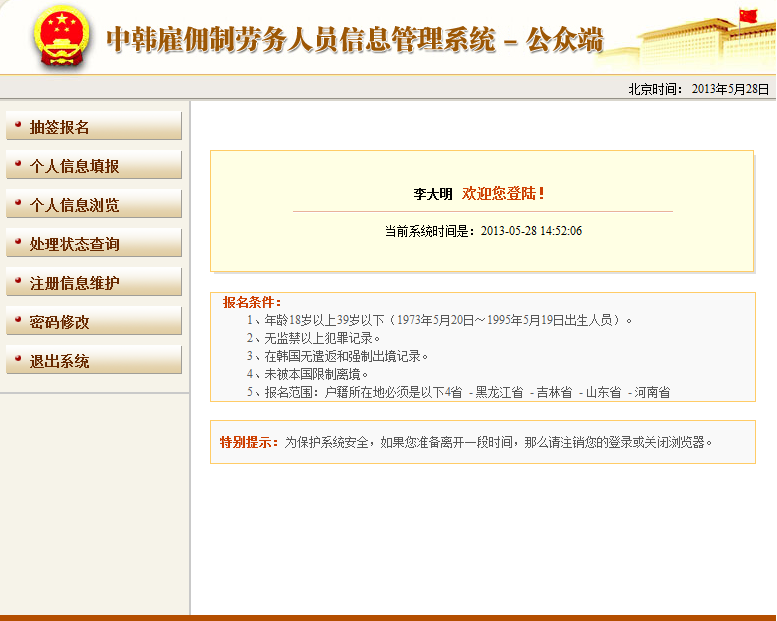 中韩雇佣制劳务人员信息管理系统 - 公众端
北京时间： 2013年5月28日
抽签报名
个人信息填报
个人信息浏览
处理状态查询
注册信息维护
密码修改
退出系统
李大明 欢迎您登陆！
当前系统时间是：2013-05-28 14:52:06
报名条件：
1、年龄18岁以上39岁以下（1973年5月20日～1995年5月19日出生人员）。
2、无监禁以上犯罪记录。
3、在韩国无遣返和强制出境记录。
4、未被本国限制离境。
5、报名范围：户籍所在地必须是以下4省 - 黑龙江省 - 吉林省 - 山东省 - 河南省
特别提示：为保护系统安全，如果您准备离开一段时间，那么请注销您的登录或关闭浏览器。